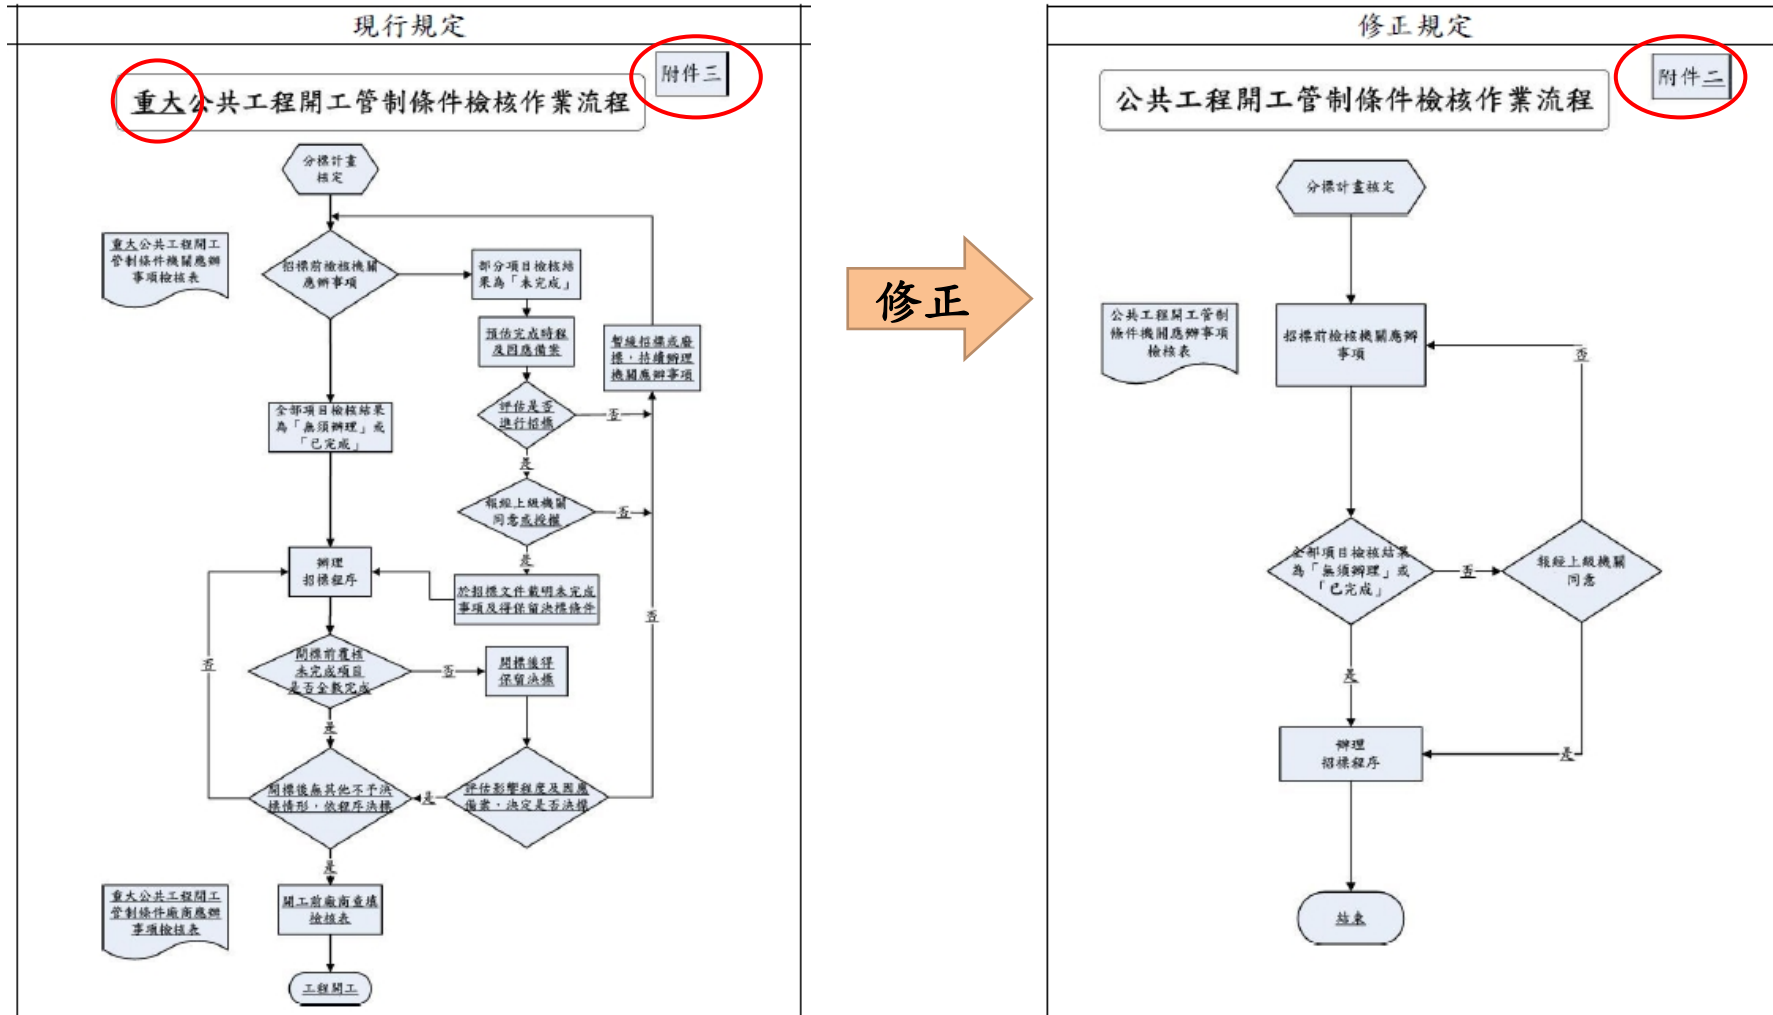 現行規定
附件三
重大公共工程開工管制條件檢核作業流程
分標計畫
核定
重大公共工程開工
管制條件機關應辦
事項檢核表
招標前檢核機關
應辦事項
部分項目檢核結
果為「未完成」
預估完成時程
及因應備案
暫緩招標或廢
標，持續辦理
機關應辦事項
全部項目檢核結果
為「無須辦理」或
「已完成」
評估是否
進行招標
否
是
報經上級機關
同意或授權
否
是
辦理
招標程序
於招標文件載明未完成
事項及得保留決標條件
否
否
開標前覆核
未完成項目
是否全數完成
否
開標後得
保留決標
是
開標後無其他不予決
標情形，依程序決標
是
評估影響程度及因應
備案，決定是否決標
是
重大公共工程開工
管制條件廠商應辦
事項檢核表
開工前廠商查填
檢核表
工程開工
修正
修正規定
附件二
公共工程開工管制條件檢核作業流程
分標計畫核定
公共工程開工管制
條件機關應辦事項
檢核表
招標前檢核機關應辦
事項
否
全部項目檢核結果
為「無須辦理」或
「已完成」
否
報經上級機關
同意
是
辦理
招標程序
是
結束